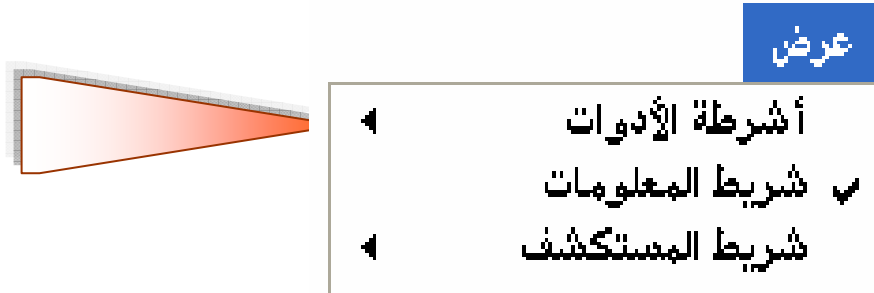 عرض
أشرطة الأدوات
شريط المعلومات
شريط المستكشف